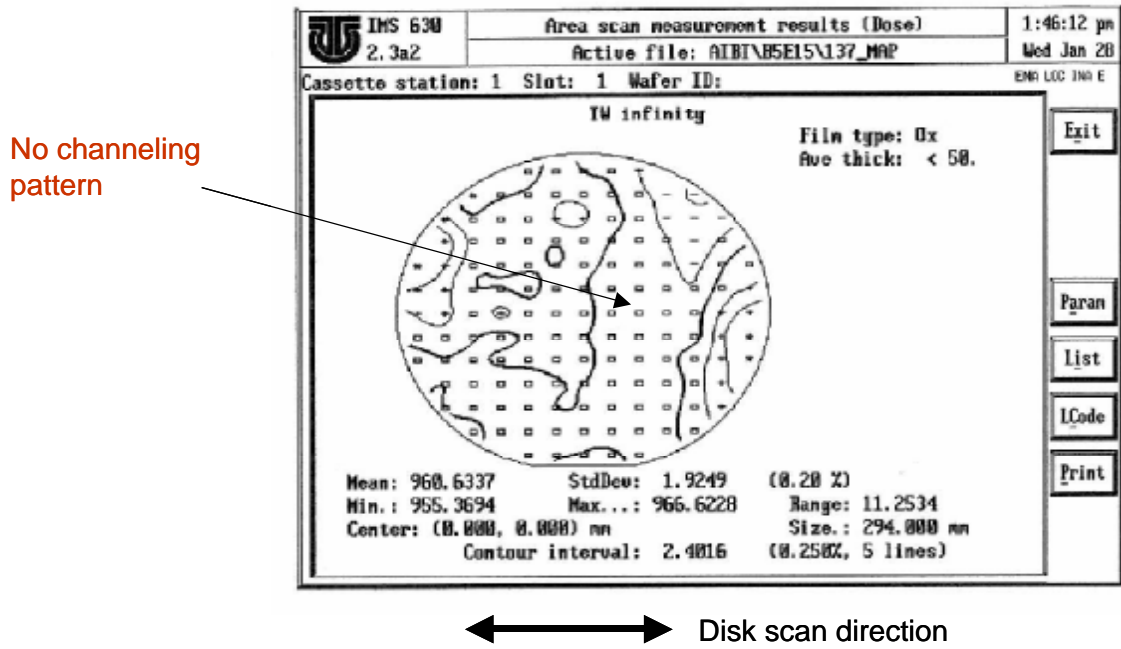 IMS 630
2.3a2
Area scan measurement results (Dose)
Active file: AIBI\B5E15\137_MAP
1:46:12 pm
Wed Jan 28
Cassette station: 1 Slot: 1 Wafer ID:
ENA LOC INA E
TW infinity
Film type: Ox
Ave thick: < 50.
No channeling
pattern
Exit
Param
List
LCode
Print
Mean: 960.6337 StdDev: 1.9249 (0.20 %)
Min.: 955.3694 Max...: 966.6228 Range: 11.2534
Center: (0.000, 0.000) mm Size.: 294.000 mm
Contour interval: 2.4016 (0.250%, 5 lines)
Disk scan direction